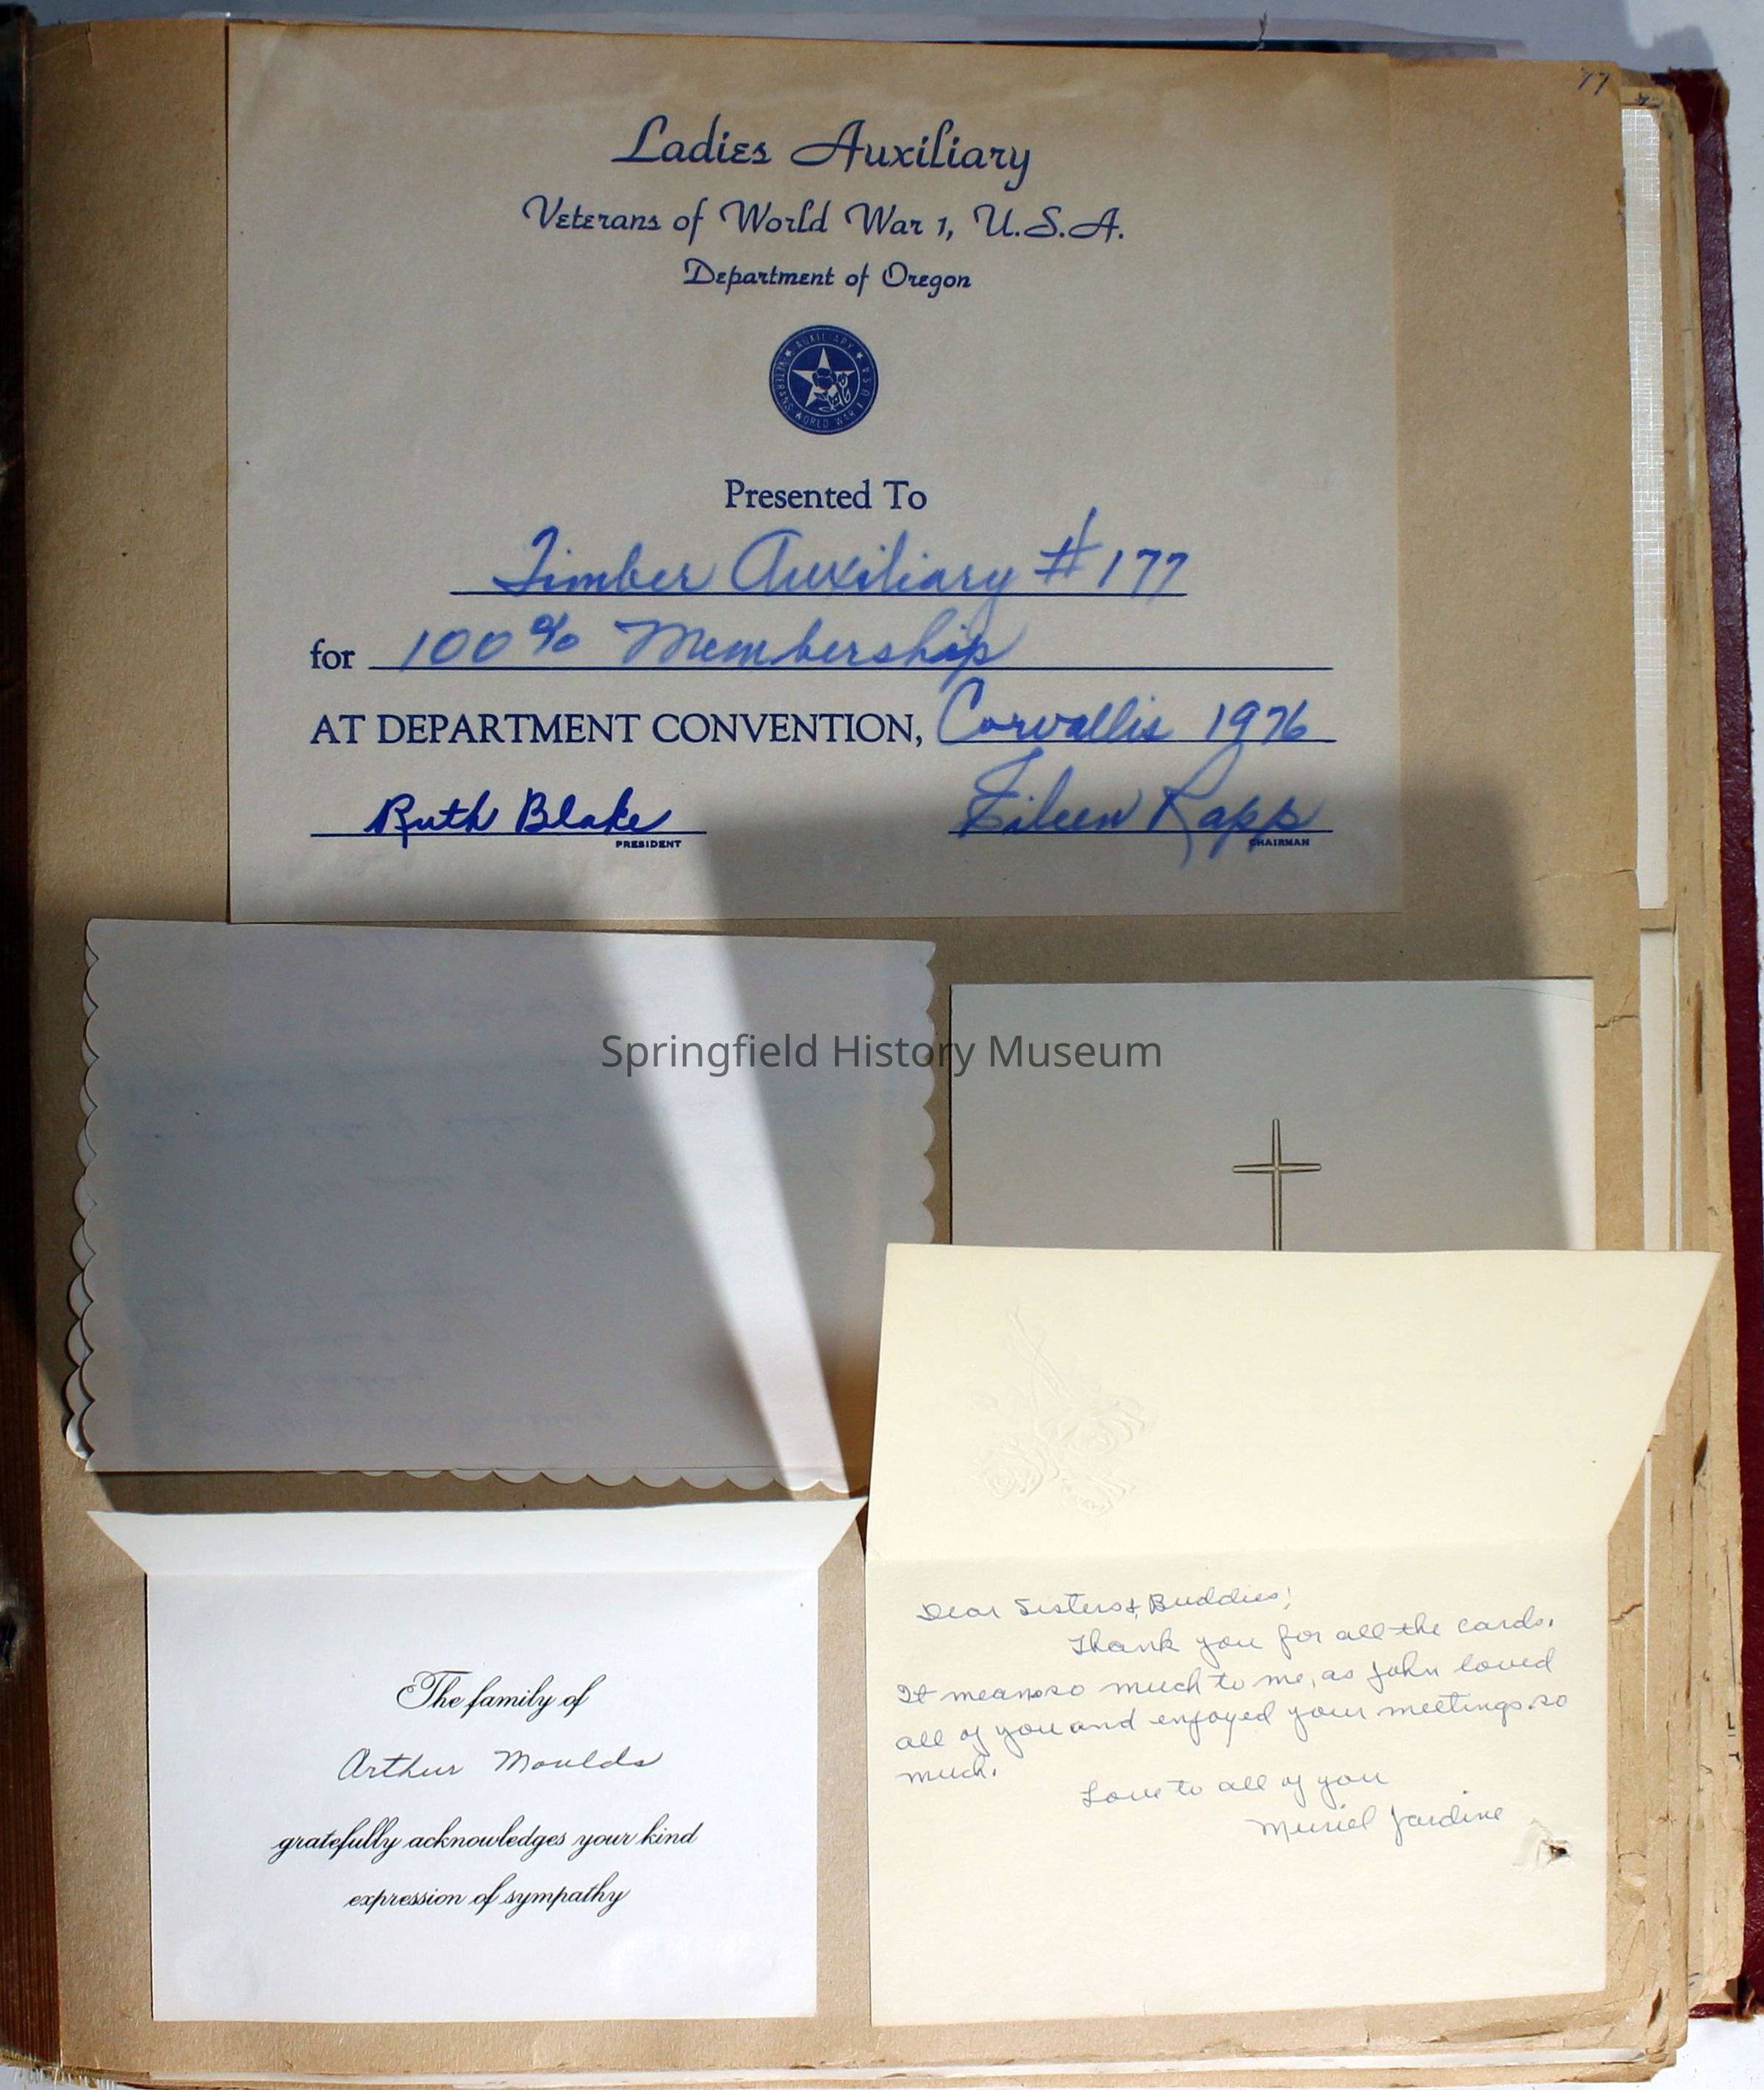 77
Ladies Auxiliary
Veterans of World War 1, U.S.A.
Department of Oregon
AUXILIARY
VETERANS WORLD WAR I U.S.A.
Presented To
Timber Auxiliary #177
for 100% Membership
AT DEPARTMENT CONVENTION, Corvallis 1976
Ruth Blake
PRESIDENT
Eileen Rapp
CHAIRMAN
Springfield History Museum
The family of
Arthur Moulds
gratefully acknowledges your kind
expression of sympathy
Dear Sisters & Buddies;
Thank you for all the cards.
It means so much to me, as John loved
all of you and enjoyed your meetings so
much.
Love to all of you
Muriel Jardine